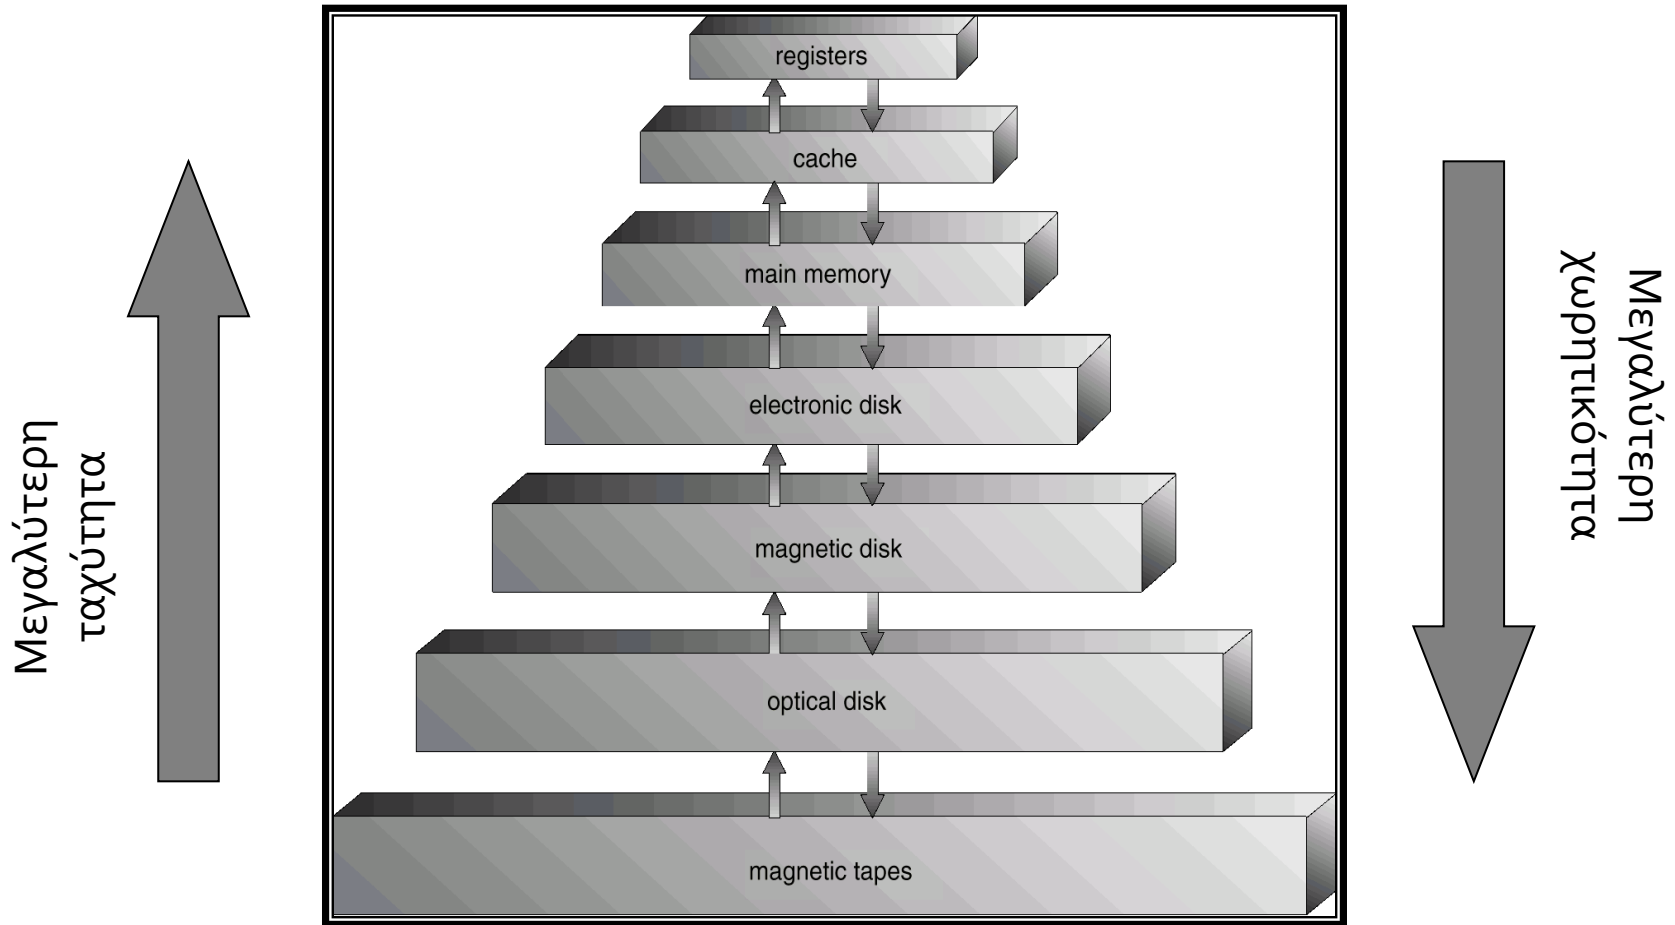 registers
cache
main memory
electronic disk
magnetic disk
optical disk
magnetic tapes
Μεγαλύτερη
ταχύτητα
Μεγαλύτερη
χωρητικότητα